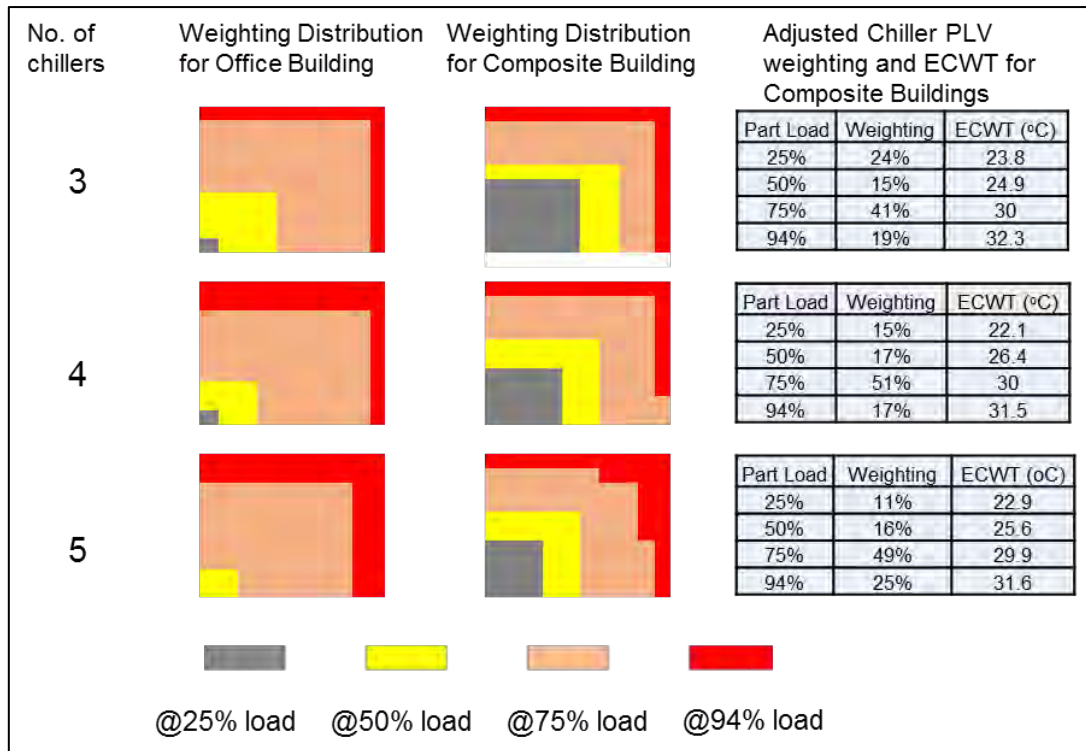 No. of
chillers
Weighting Distribution
for Office Building
Weighting Distribution
for Composite Building
Adjusted Chiller PLV
weighting and ECWT for
Composite Buildings
3
Part Load Weighting ECWT (ºC)
25% 24% 23.8
50% 15% 24.9
75% 41% 30
94% 19% 32.3
4
Part Load Weighting ECWT (ºC)
25% 15% 22.1
50% 17% 26.4
75% 51% 30
94% 17% 31.5
5
Part Load Weighting ECWT (oC)
25% 11% 22.9
50% 16% 25.6
75% 49% 29.9
94% 25% 31.6
@25% load @50% load @75% load @94% load